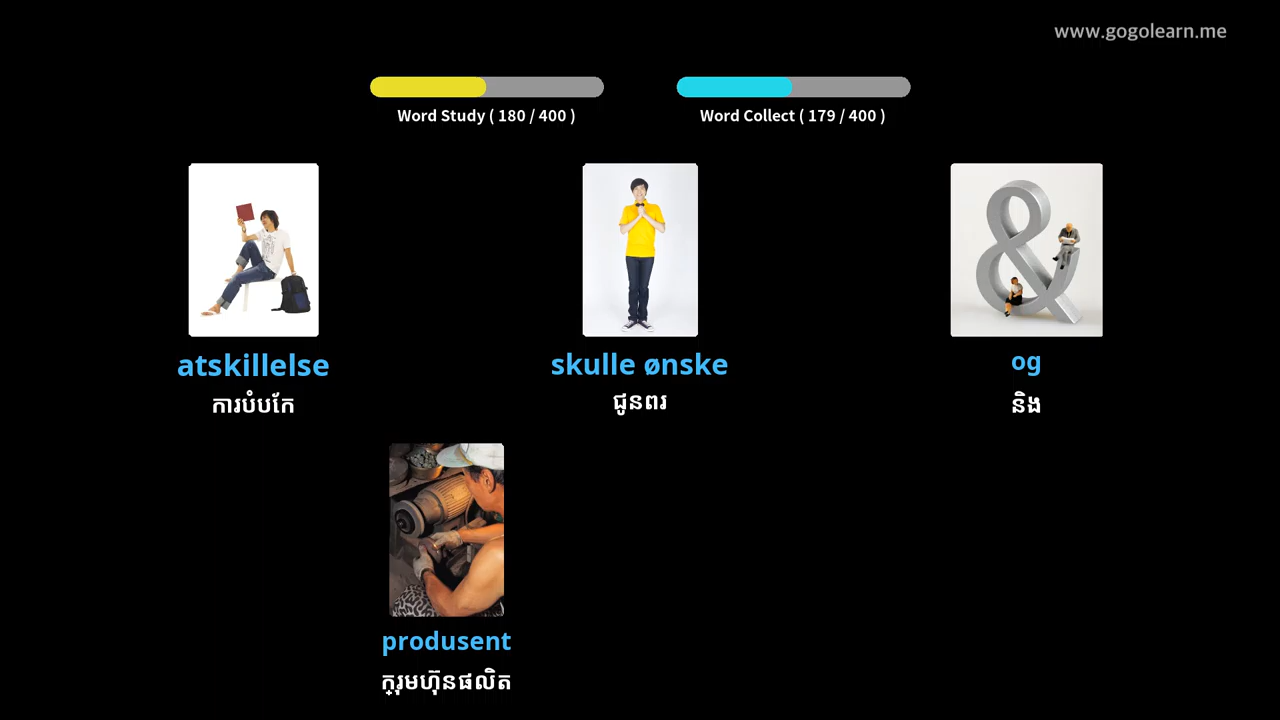 www.gogolearn.me
Word Study ( 180 / 400 )
Word Collect ( 179 / 400 )
atskillelse
skulle ønske
og
ការបំបកែ
ជូនពរ
និង
&
produsent
ក្រុមហ៊ុនផលិត